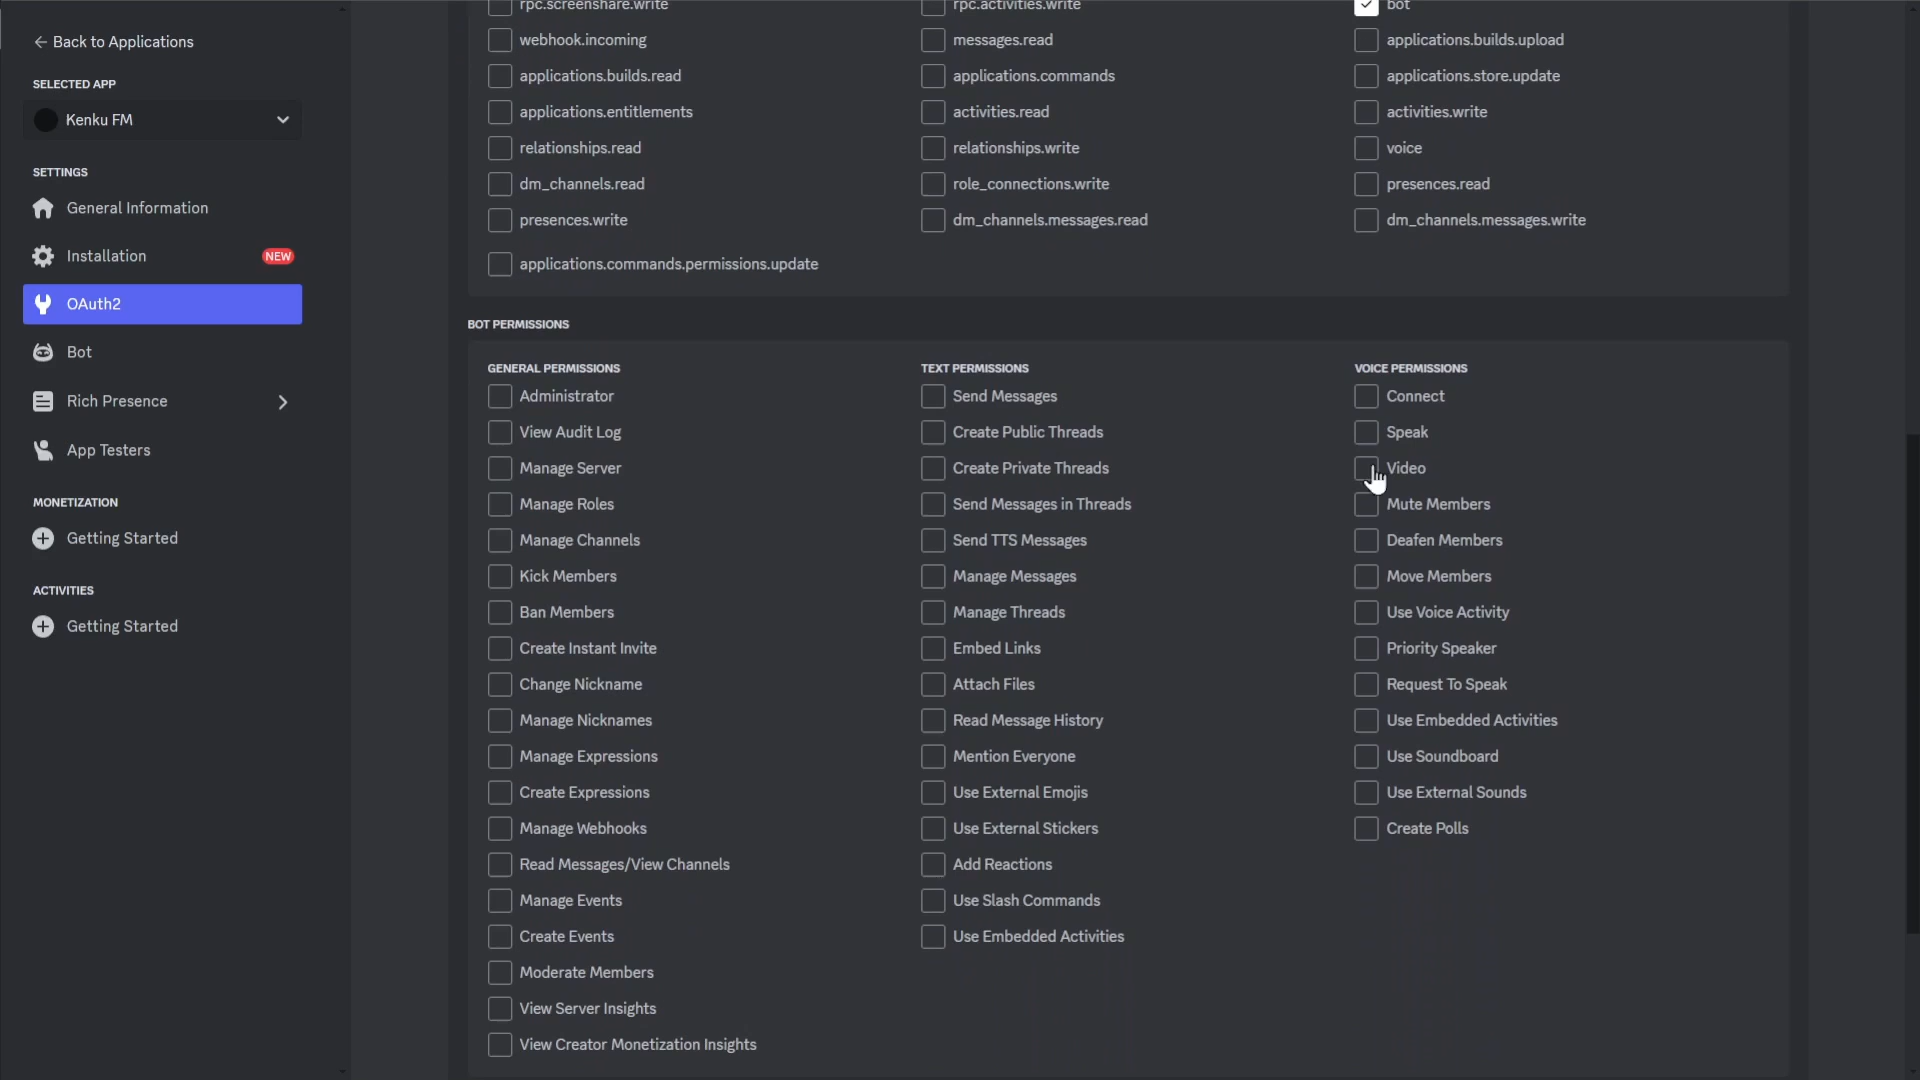 ← Back to Applications
SELECTED APP
Kenku FM
SETTINGS
General Information
Installation NEW
OAuth2
Bot
Rich Presence
App Testers
MONETIZATION
Getting Started
ACTIVITIES
Getting Started
rpc.screenshare.write rpc.activities.write bot
webhook.incoming messages.read applications.builds.upload
applications.builds.read applications.commands applications.store.update
applications.entitlements activities.read activities.write
relationships.read relationships.write voice
dm_channels.read role_connections.write presences.read
presences.write dm_channels.messages.read dm_channels.messages.write
applications.commands.permissions.update
BOT PERMISSIONS
GENERAL PERMISSIONS
Administrator
View Audit Log
Manage Server
Manage Roles
Manage Channels
Kick Members
Ban Members
Create Instant Invite
Change Nickname
Manage Nicknames
Manage Expressions
Create Expressions
Manage Webhooks
Read Messages/View Channels
Manage Events
Create Events
Moderate Members
View Server Insights
View Creator Monetization Insights
TEXT PERMISSIONS
Send Messages
Create Public Threads
Create Private Threads
Send Messages in Threads
Send TTS Messages
Manage Messages
Manage Threads
Embed Links
Attach Files
Read Message History
Mention Everyone
Use External Emojis
Use External Stickers
Add Reactions
Use Slash Commands
Use Embedded Activities
VOICE PERMISSIONS
Connect
Speak
Video
Mute Members
Deafen Members
Move Members
Use Voice Activity
Priority Speaker
Request To Speak
Use Embedded Activities
Use Soundboard
Use External Sounds
Create Polls